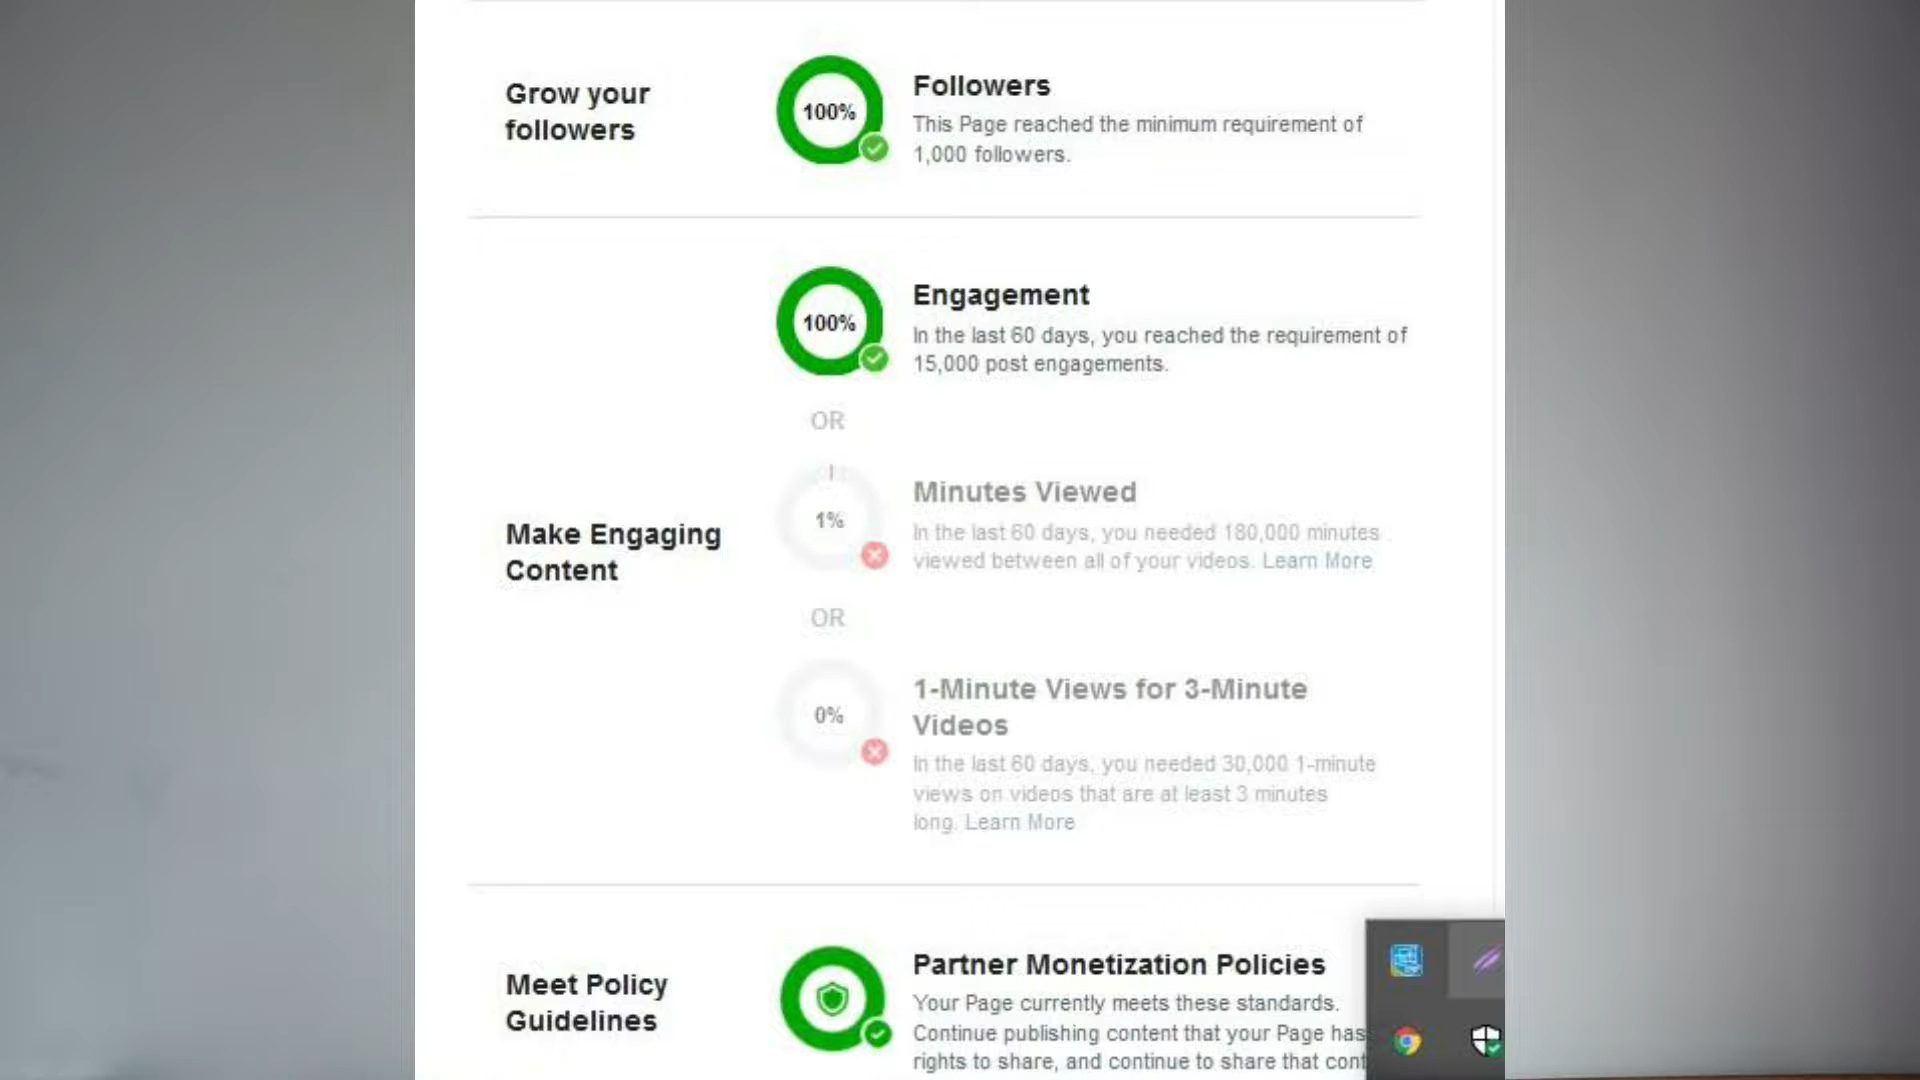 Grow your
followers
100%
Followers
This Page reached the minimum requirement of
1,000 followers.
100%
Engagement
In the last 60 days, you reached the requirement of
15,000 post engagements.
OR
Make Engaging
Content
1%
Minutes Viewed
In the last 60 days, you needed 180,000 minutes
viewed between all of your videos. Learn More
OR
0%
1-Minute Views for 3-Minute
Videos
In the last 60 days, you needed 30,000 1-minute
views on videos that are at least 3 minutes
long. Learn More
Meet Policy
Guidelines
Partner Monetization Policies
Your Page currently meets these standards.
Continue publishing content that your Page has
rights to share, and continue to share that cont